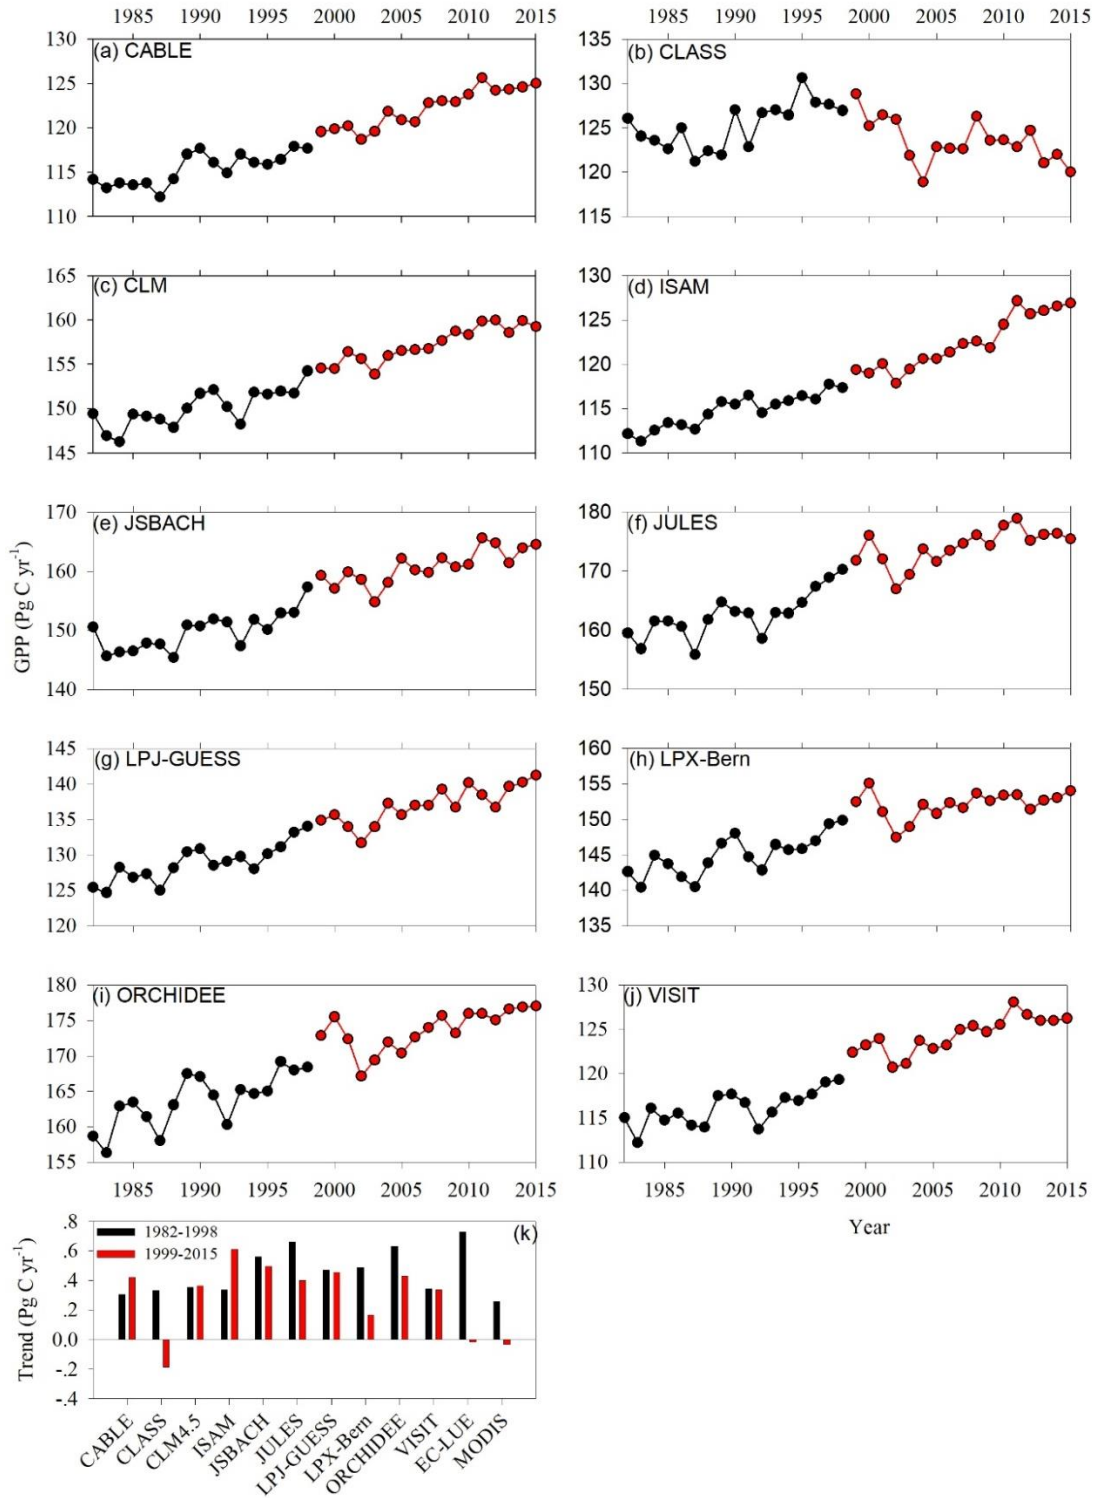 1985 1990 1995 2000 2005 2010 2015 1985 1990 1995 2000 2005 2010 2015
(a) CABLE
130
125
120
115
110
(b) CLASS
135
130
125
120
115
(c) CLM
165
160
155
150
145
(d) ISAM
130
125
120
115
110
GPP (Pg C yr⁻¹)
(e) JSBACH
170
160
150
140
(f) JULES
180
170
160
150
(g) LPJ-GUESS
145
140
135
130
125
120
(h) LPX-Bern
160
155
150
145
140
135
(i) ORCHIDEE
180
175
170
165
160
155
1985 1990 1995 2000 2005 2010 2015
(j) VISIT
130
125
120
115
110
1985 1990 1995 2000 2005 2010 2015
Year
(k)
1982-1998
1999-2015
Trend (Pg C yr⁻¹)
.8
.6
.4
.2
0.0
-.2
-.4
CABLE
CLASS
CLM4.5
ISAM
JSBACH
JULES
LPJ-GUESS
LPX-Bern
ORCHIDEE
VISIT
EC-LUE
MODIS